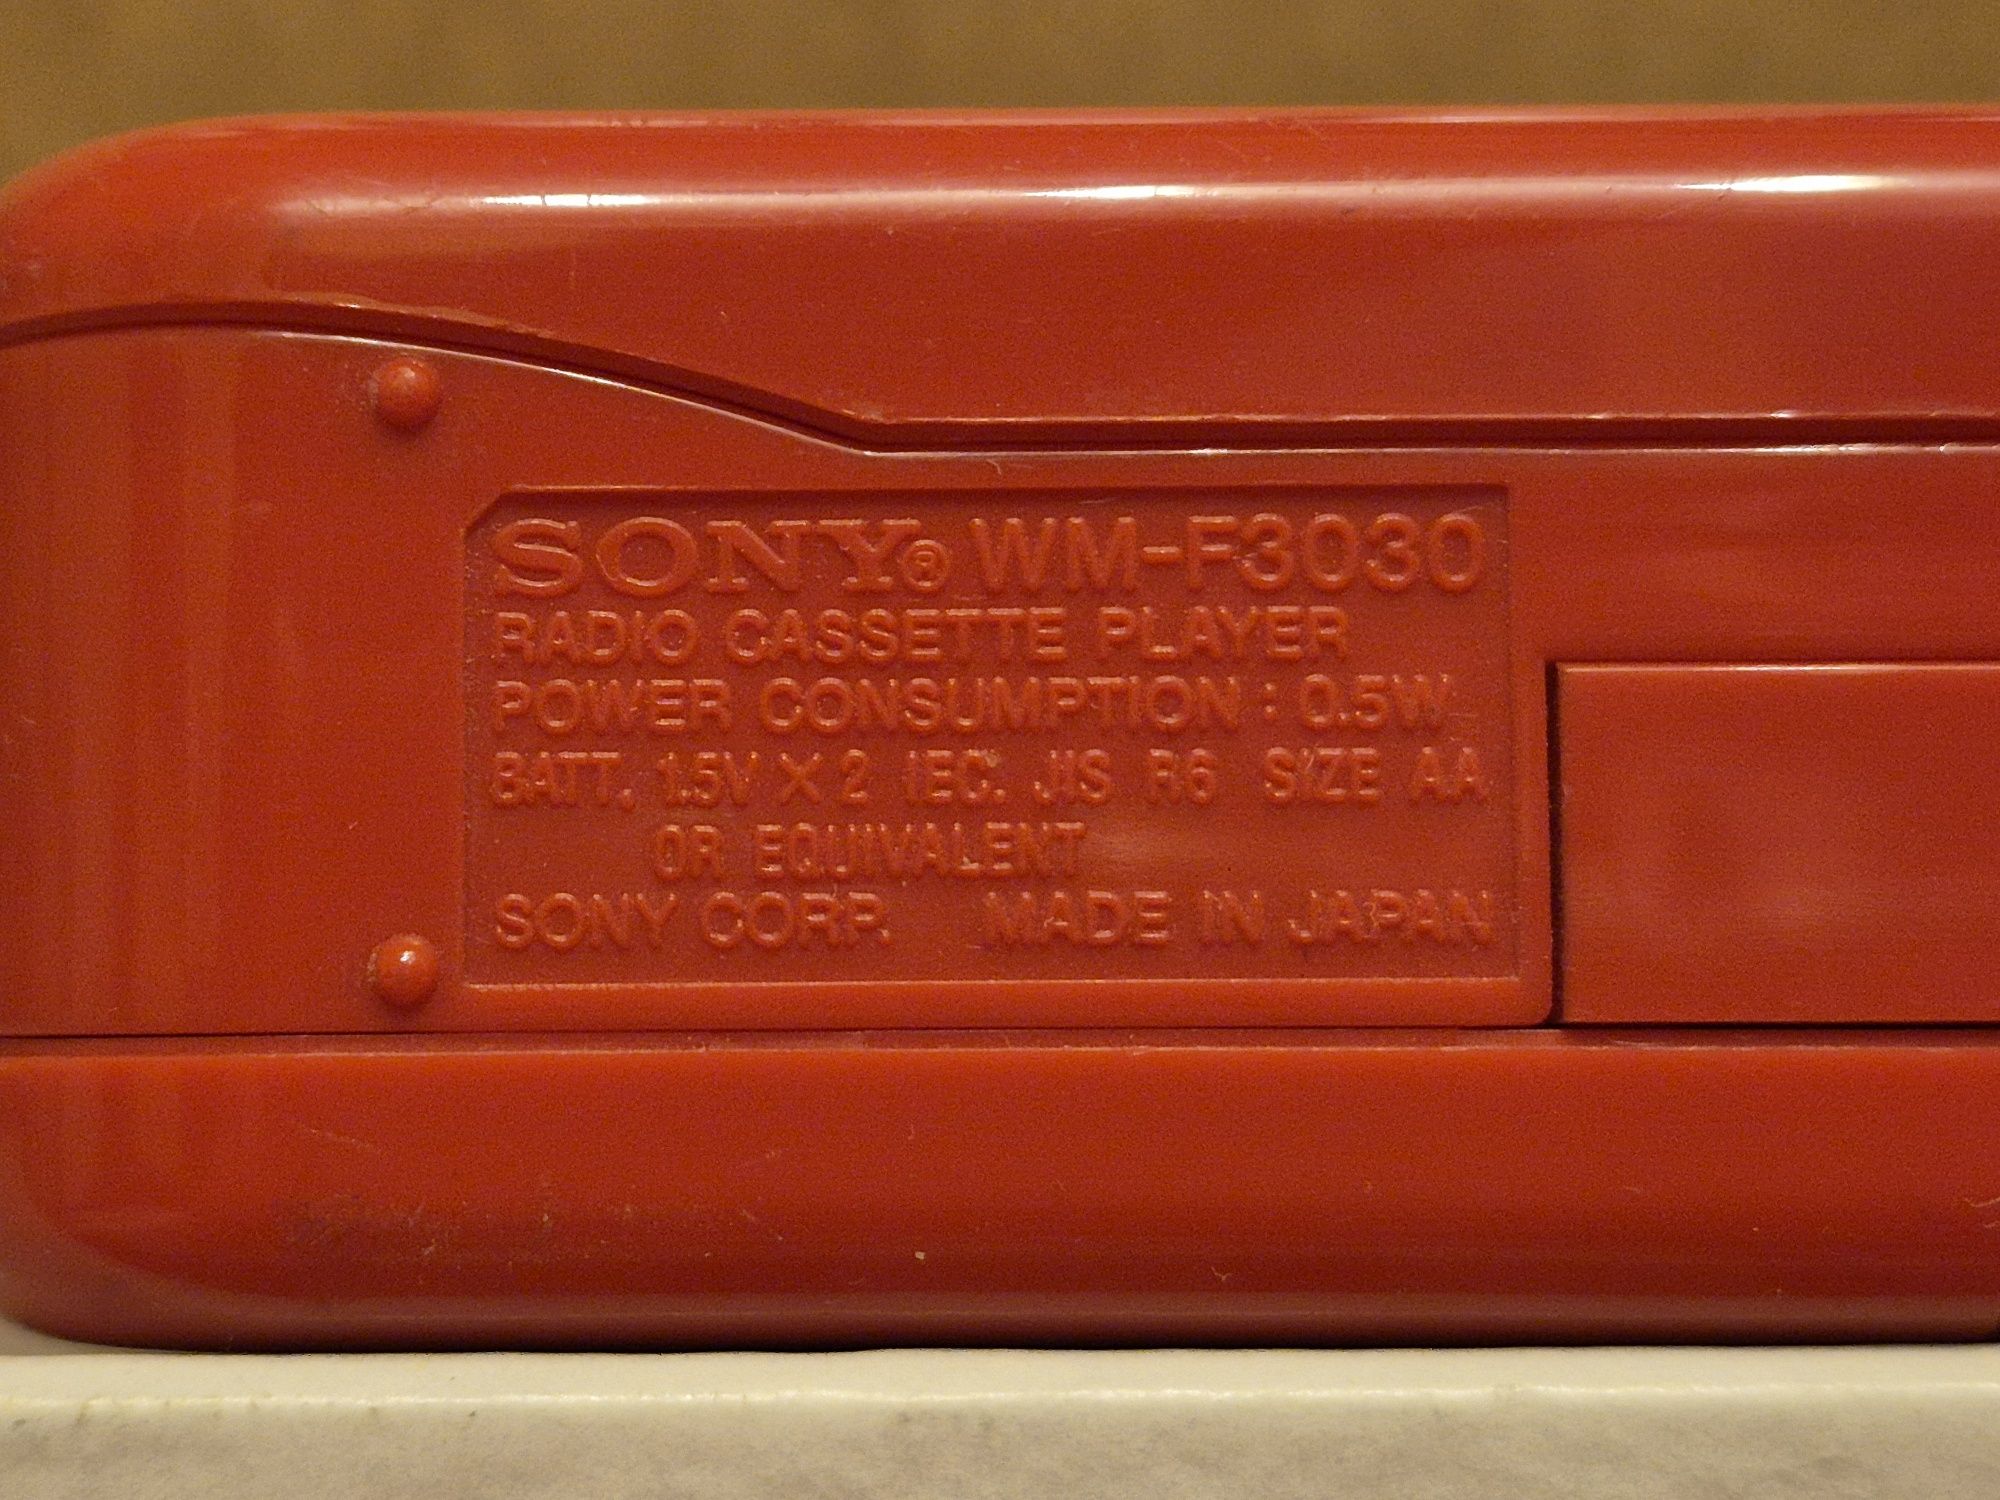 SONY® WM-F3030
RADIO CASSETTE PLAYER
POWER CONSUMPTION : 0.5W
BATT. 1.5V X 2 IEC. JIS R6 SIZE AA
OR EQUIVALENT
SONY CORP. MADE IN JAPAN